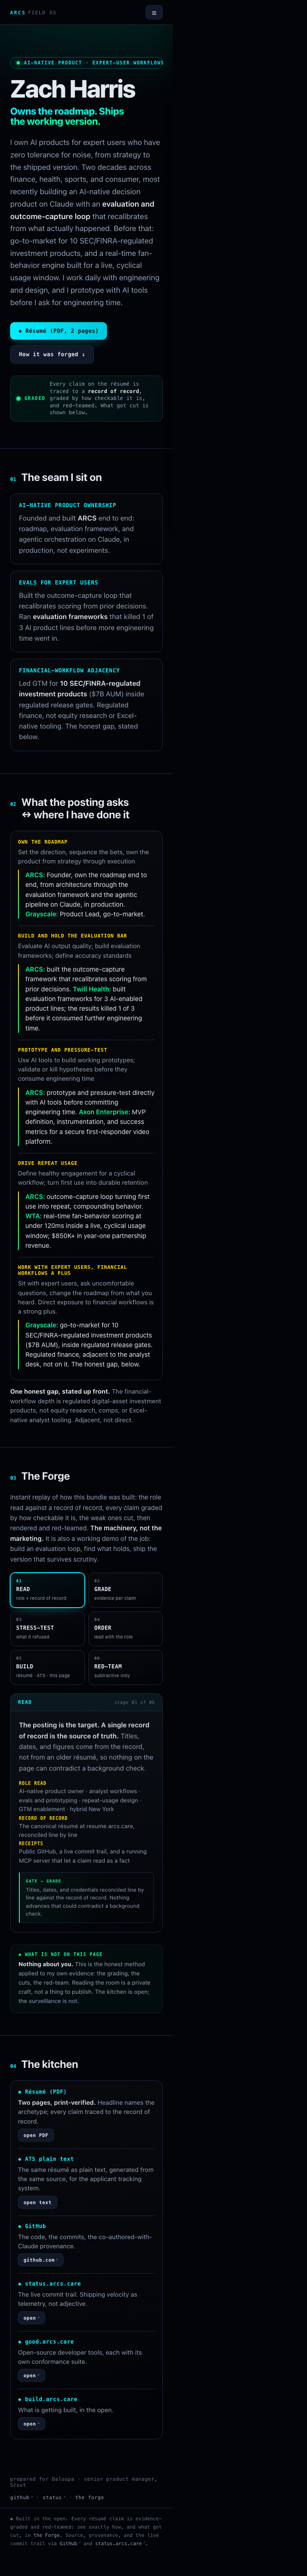 ARCS FIELD OS
≡
AI-NATIVE PRODUCT · EXPERT-USER WORKFLOWS
Zach Harris
Owns the roadmap. Ships
the working version.
I own AI products for expert users who have
zero tolerance for noise, from strategy to
the shipped version. Two decades across
finance, health, sports, and consumer, most
recently building an AI-native decision
product on Claude with an evaluation and
outcome-capture loop that recalibrates
from what actually happened. Before that:
go-to-market for 10 SEC/FINRA-regulated
investment products, and a real-time fan-
behavior engine built for a live, cyclical
usage window. I work daily with engineering
and design, and I prototype with AI tools
before I ask for engineering time.
◆ Résumé (PDF, 2 pages)
How it was forged ↓
GRADED
Every claim on the résumé is
traced to a record of record,
graded by how checkable it is,
and red-teamed. What got cut is
shown below.
01 The seam I sit on
AI-NATIVE PRODUCT OWNERSHIP
Founded and built ARCS end to end:
roadmap, evaluation framework, and
agentic orchestration on Claude, in
production, not experiments.
EVALS FOR EXPERT USERS
Built the outcome-capture loop that
recalibrates scoring from prior decisions.
Ran evaluation frameworks that killed 1 of
3 AI product lines before more engineering
time went in.
FINANCIAL-WORKFLOW ADJACENCY
Led GTM for 10 SEC/FINRA-regulated
investment products ($7B AUM) inside
regulated release gates. Regulated
finance, not equity research or Excel-
native tooling. The honest gap, stated
below.
02 What the posting asks
↔ where I have done it
OWN THE ROADMAP
Set the direction, sequence the bets, own the
product from strategy through execution
ARCS: Founder, own the roadmap end to
end, from architecture through the
evaluation framework and the agentic
pipeline on Claude, in production.
Grayscale: Product Lead, go-to-market.
BUILD AND HOLD THE EVALUATION BAR
Evaluate AI output quality; build evaluation
frameworks; define accuracy standards
ARCS: built the outcome-capture
framework that recalibrates scoring from
prior decisions. Twill Health: built
evaluation frameworks for 3 AI-enabled
product lines; the results killed 1 of 3
before it consumed further engineering
time.
PROTOTYPE AND PRESSURE-TEST
Use AI tools to build working prototypes;
validate or kill hypotheses before they
consume engineering time
ARCS: prototype and pressure-test directly
with AI tools before committing
engineering time. Axon Enterprise: MVP
definition, instrumentation, and success
metrics for a secure first-responder video
platform.
DRIVE REPEAT USAGE
Define healthy engagement for a cyclical
workflow; turn first use into durable retention
ARCS: outcome-capture loop turning first
use into repeat, compounding behavior.
WTA: real-time fan-behavior scoring at
under 120ms inside a live, cyclical usage
window; $850K+ in year-one partnership
revenue.
WORK WITH EXPERT USERS, FINANCIAL
WORKFLOWS A PLUS
Sit with expert users, ask uncomfortable
questions, change the roadmap from what you
heard. Direct exposure to financial workflows is
a strong plus.
Grayscale: go-to-market for 10
SEC/FINRA-regulated investment products
($7B AUM), inside regulated release gates.
Regulated finance, adjacent to the analyst
desk, not on it. The honest gap, below.
One honest gap, stated up front. The financial-
workflow depth is regulated digital-asset investment
products, not equity research, comps, or Excel-
native analyst tooling. Adjacent, not direct.
03 The Forge
Instant replay of how this bundle was built: the role
read against a record of record, every claim graded
by how checkable it is, the weak ones cut, then
rendered and red-teamed. The machinery, not the
marketing. It is also a working demo of the job:
build an evaluation loop, find what holds, ship the
version that survives scrutiny.
01
READ
role + record of record
02
GRADE
evidence per claim
03
STRESS-TEST
what it refused
04
ORDER
lead with the role
05
BUILD
résumé · ATS · this page
06
RED-TEAM
subtractive only
READ
stage 01 of 06
The posting is the target. A single record
of record is the source of truth. Titles,
dates, and figures come from the record,
not from an older résumé, so nothing on the
page can contradict a background check.
ROLE READ
AI-native product owner · analyst workflows ·
evals and prototyping · repeat-usage design ·
GTM enablement · hybrid New York
RECORD OF RECORD
The canonical résumé at resume.arcs.care,
reconciled line by line
RECEIPTS
Public GitHub, a live commit trail, and a running
MCP server that let a claim read as a fact
GATE → GRADE
Titles, dates, and credentials reconciled line by
line against the record of record. Nothing
advances that could contradict a background
check.
◆ WHAT IS NOT ON THIS PAGE
Nothing about you. This is the honest method
applied to my own evidence: the grading, the
cuts, the red-team. Reading the room is a private
craft, not a thing to publish. The kitchen is open;
the surveillance is not.
04 The kitchen
◆ Résumé (PDF)
Two pages, print-verified. Headline names the
archetype; every claim traced to the record of
record.
open PDF
◆ ATS plain text
The same résumé as plain text, generated from
the same source, for the applicant tracking
system.
open text
◆ GitHub
The code, the commits, the co-authored-with-
Claude provenance.
github.com↗
◆ status.arcs.care
The live commit trail. Shipping velocity as
telemetry, not adjective.
open↗
◆ good.arcs.care
Open-source developer tools, each with its
own conformance suite.
open↗
◆ build.arcs.care
What is getting built, in the open.
open↗
prepared for Daloopa · senior product manager,
Scout
github↗ · status↗ · the forge
◆ Built in the open. Every résumé claim is evidence-
graded and red-teamed: see exactly how, and what got
cut, in the Forge. Source, provenance, and the live
commit trail via GitHub↗ and status.arcs.care↗.